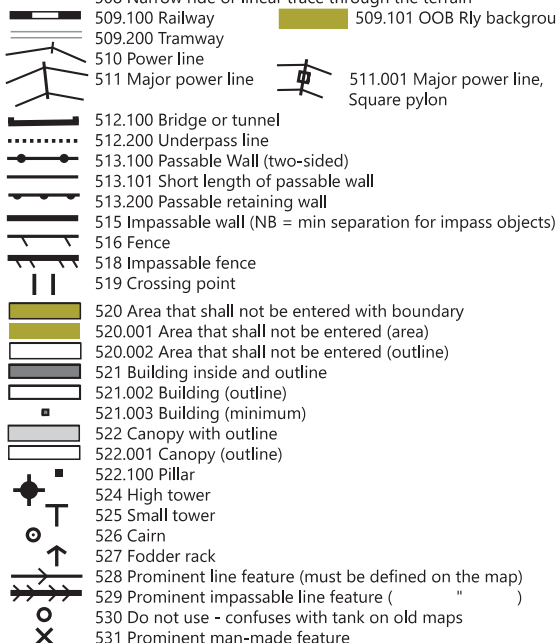 508 Narrow ride or linear trace through the terrain
509.100 Railway 509.101 OOB Rly backgrou
509.200 Tramway
510 Power line
511 Major power line 511.001 Major power line,
Square pylon
512.100 Bridge or tunnel
512.200 Underpass line
513.100 Passable Wall (two-sided)
513.101 Short length of passable wall
513.200 Passable retaining wall
515 Impassable wall (NB = min separation for impass objects)
516 Fence
518 Impassable fence
519 Crossing point
520 Area that shall not be entered with boundary
520.001 Area that shall not be entered (area)
520.002 Area that shall not be entered (outline)
521 Building inside and outline
521.002 Building (outline)
521.003 Building (minimum)
522 Canopy with outline
522.001 Canopy (outline)
522.100 Pillar
524 High tower
525 Small tower
526 Cairn
527 Fodder rack
528 Prominent line feature (must be defined on the map)
529 Prominent impassable line feature ( " )
530 Do not use - confuses with tank on old maps
531 Prominent man-made feature